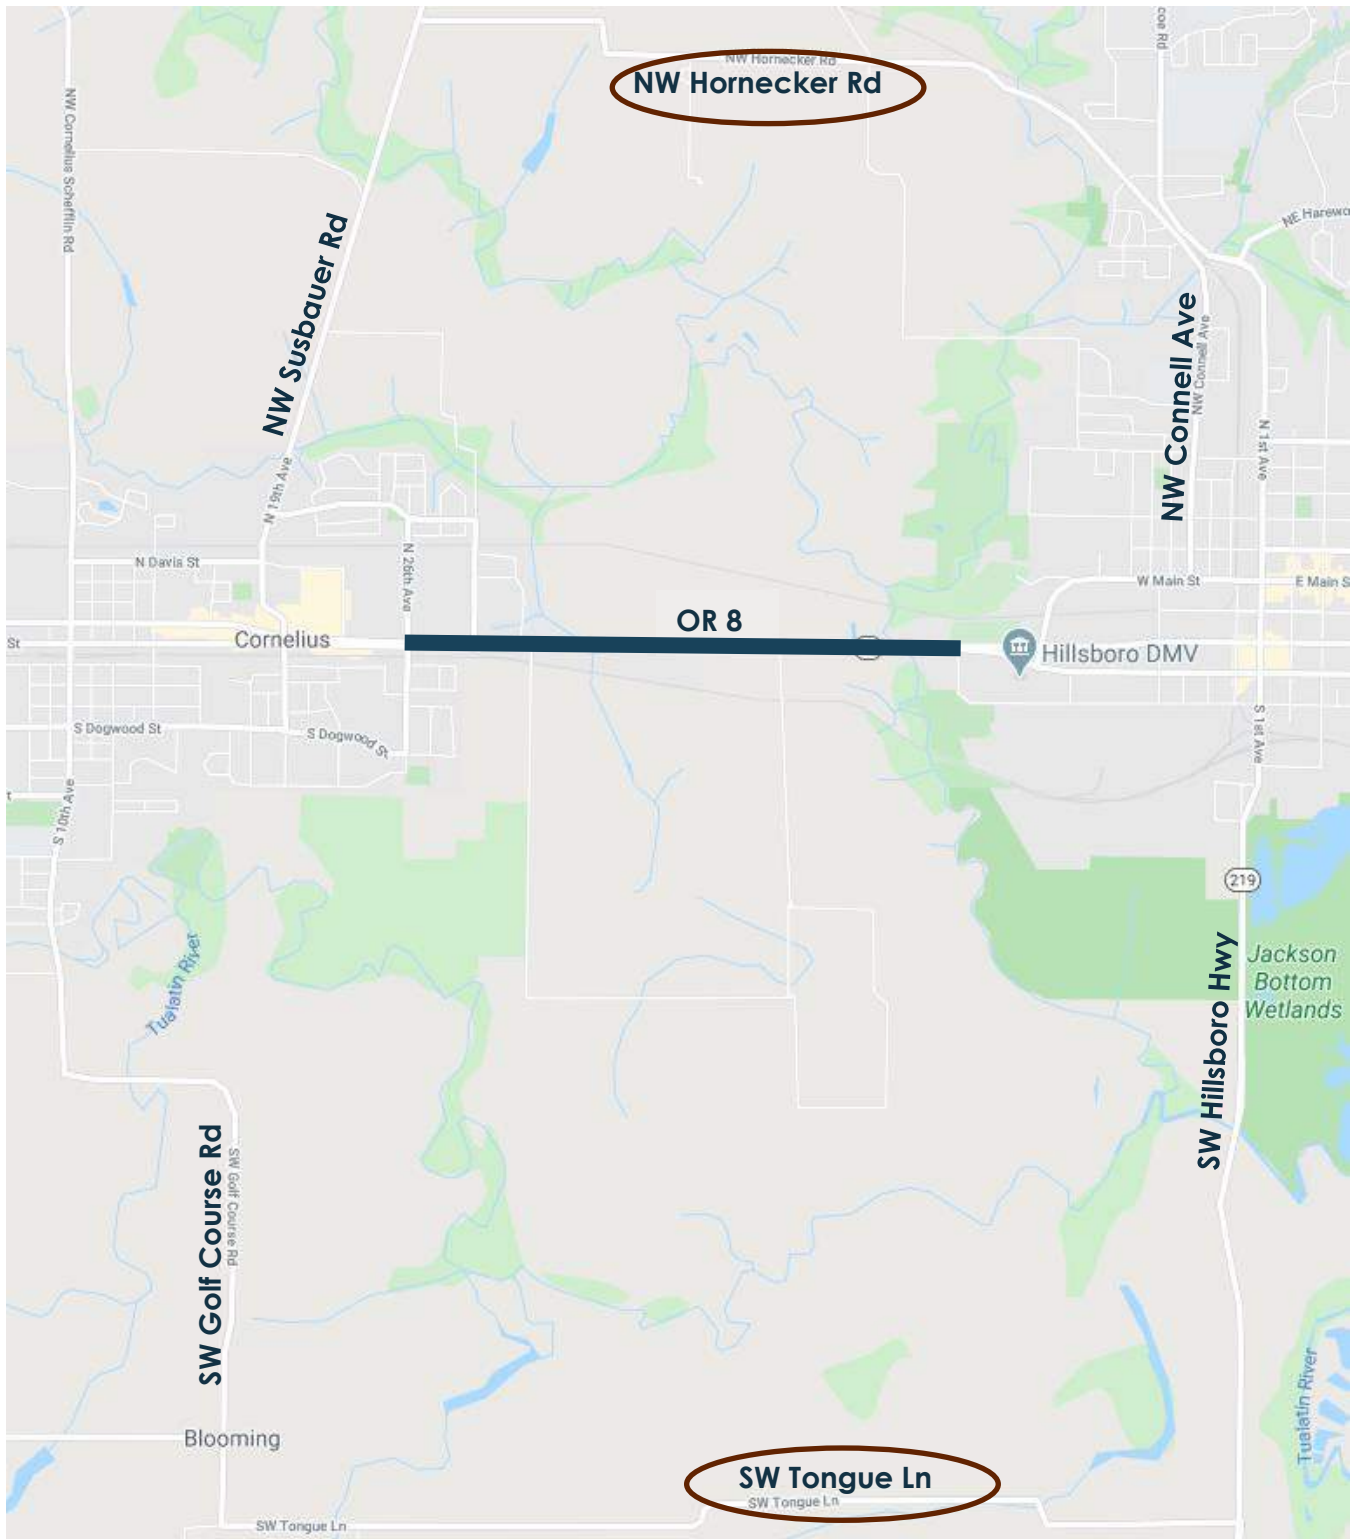 coe Rd
NW Hornecker Rd
NW Hornecker Rd
NW Cornelius Schefflin Rd
NE Harewo
NW Susbauer Rd
NW Connell Ave
NW Connell Ave
N 1st Ave
N 19th Ave
N 26th Ave
N Davis St
W Main St
E Main S
OR 8
St
Cornelius
Hillsboro DMV
S Dogwood St
S Dogwood St
S 1st Ave
t
S 10th Ave
219
Tualatin River
SW Hillsboro Hwy
Jackson
Bottom
Wetlands
SW Golf Course Rd
SW Golf Course Rd
Tualatin River
Blooming
SW Tongue Ln
SW Tongue Ln
SW Tongue Ln